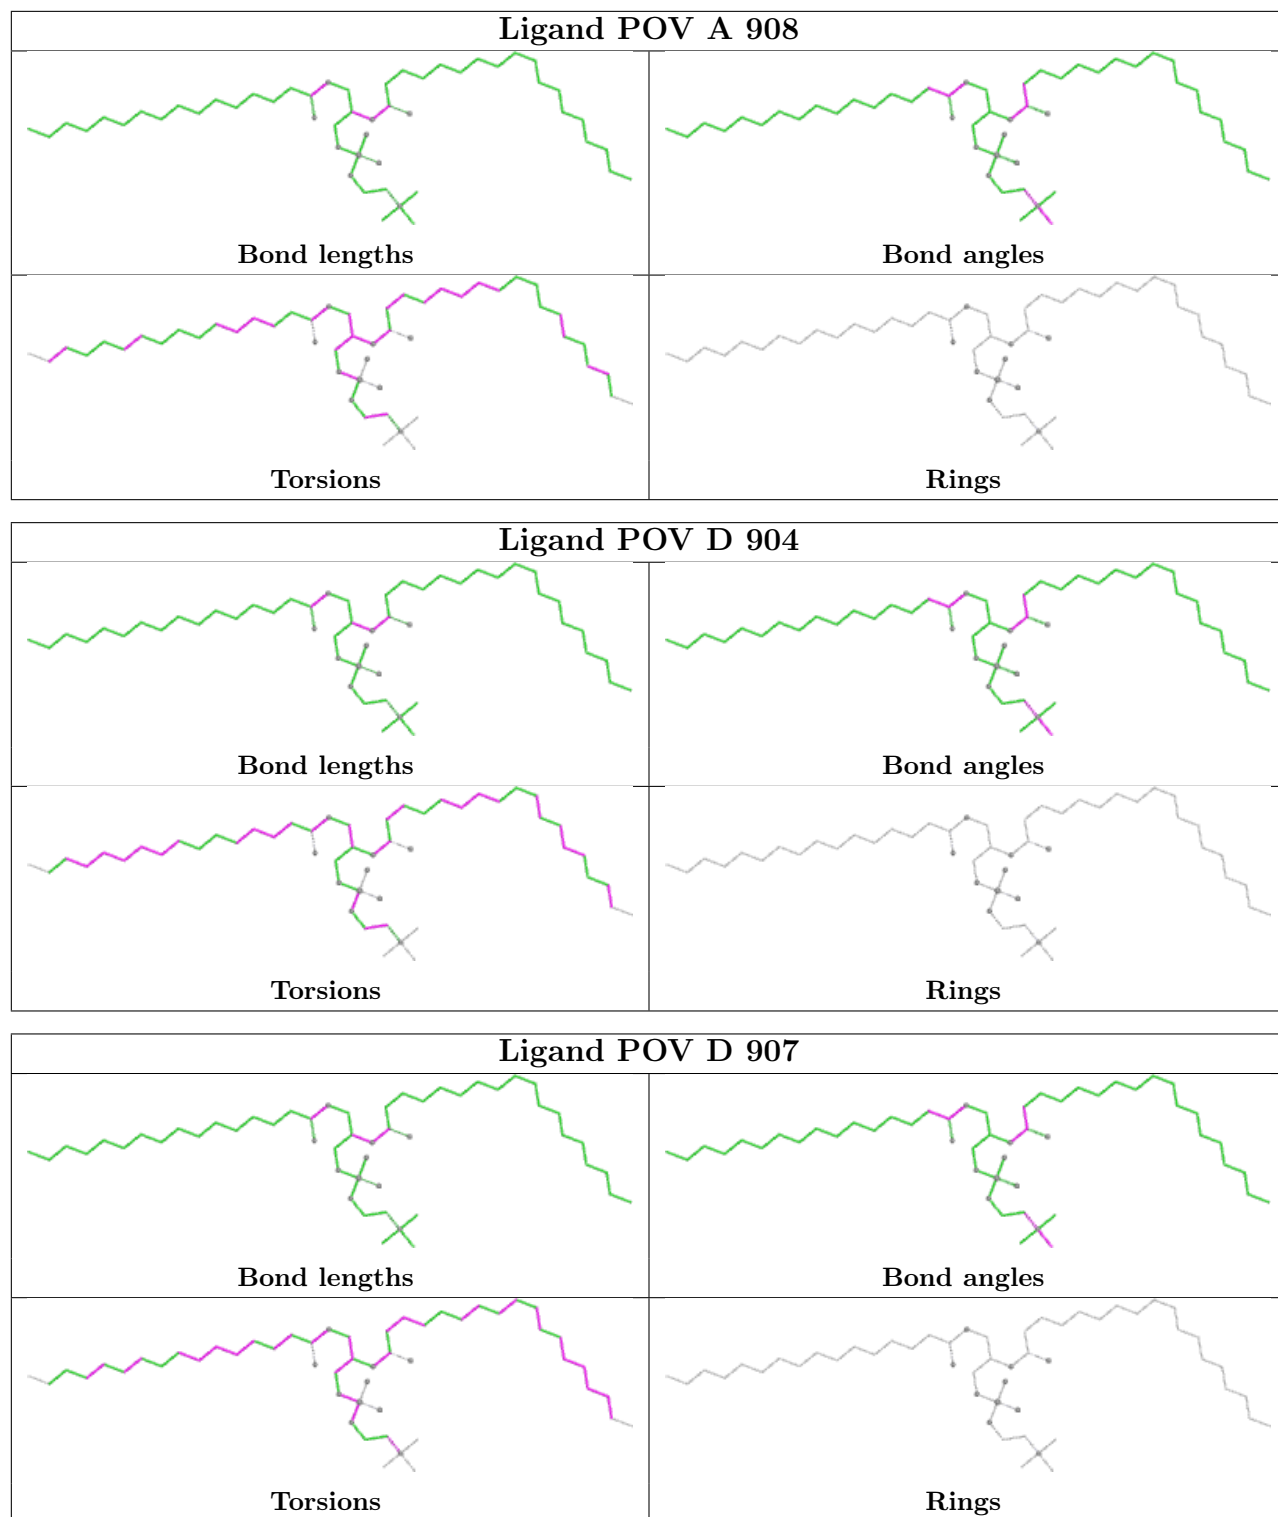 Ligand POV A 908
Bond lengths
Bond angles
Torsions
Rings
Ligand POV D 904
Bond lengths
Bond angles
Torsions
Rings
Ligand POV D 907
Bond lengths
Bond angles
Torsions
Rings